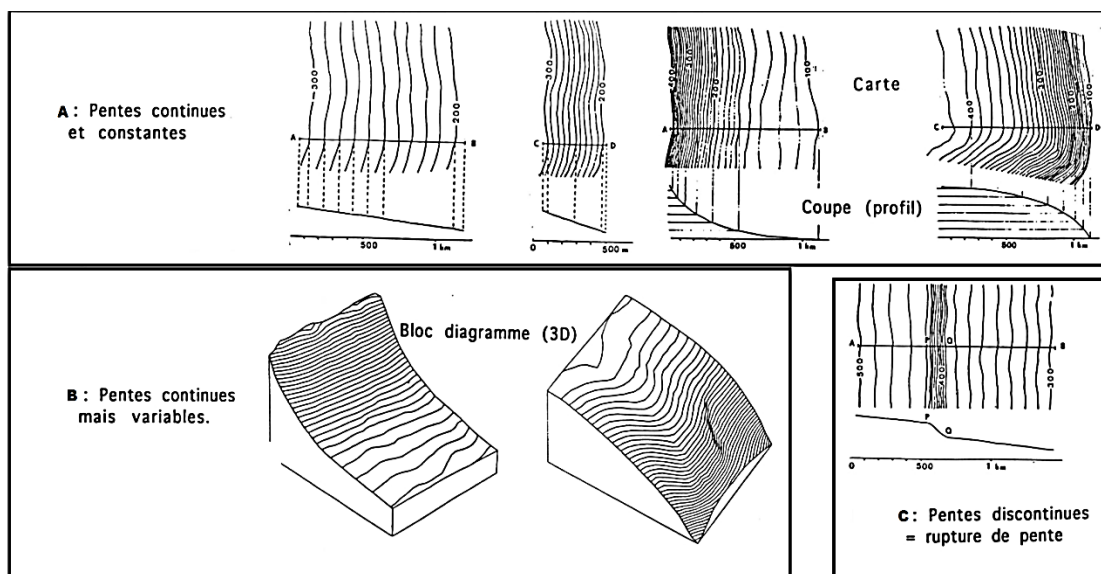 A: Pentes continues
et constantes
300
200
A
B
500
1 km
300
200
C
D
0
500 m
400
300
200
100
A
B
500
1 km
Carte
Coupe (profil)
400
300
200
100
C
D
500
1 km
B: Pentes continues
mais variables.
Bloc diagramme (3D)
A
P
Q
B
500
400
300
P
Q
0
500
1 km
C: Pentes discontinues
= rupture de pente